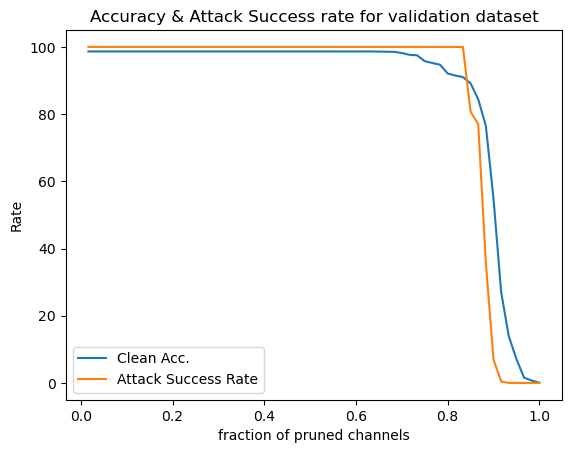 Accuracy & Attack Success rate for validation dataset
100
80
60
40
20
0
Rate
Clean Acc.
Attack Success Rate
0.0 0.2 0.4 0.6 0.8 1.0
fraction of pruned channels